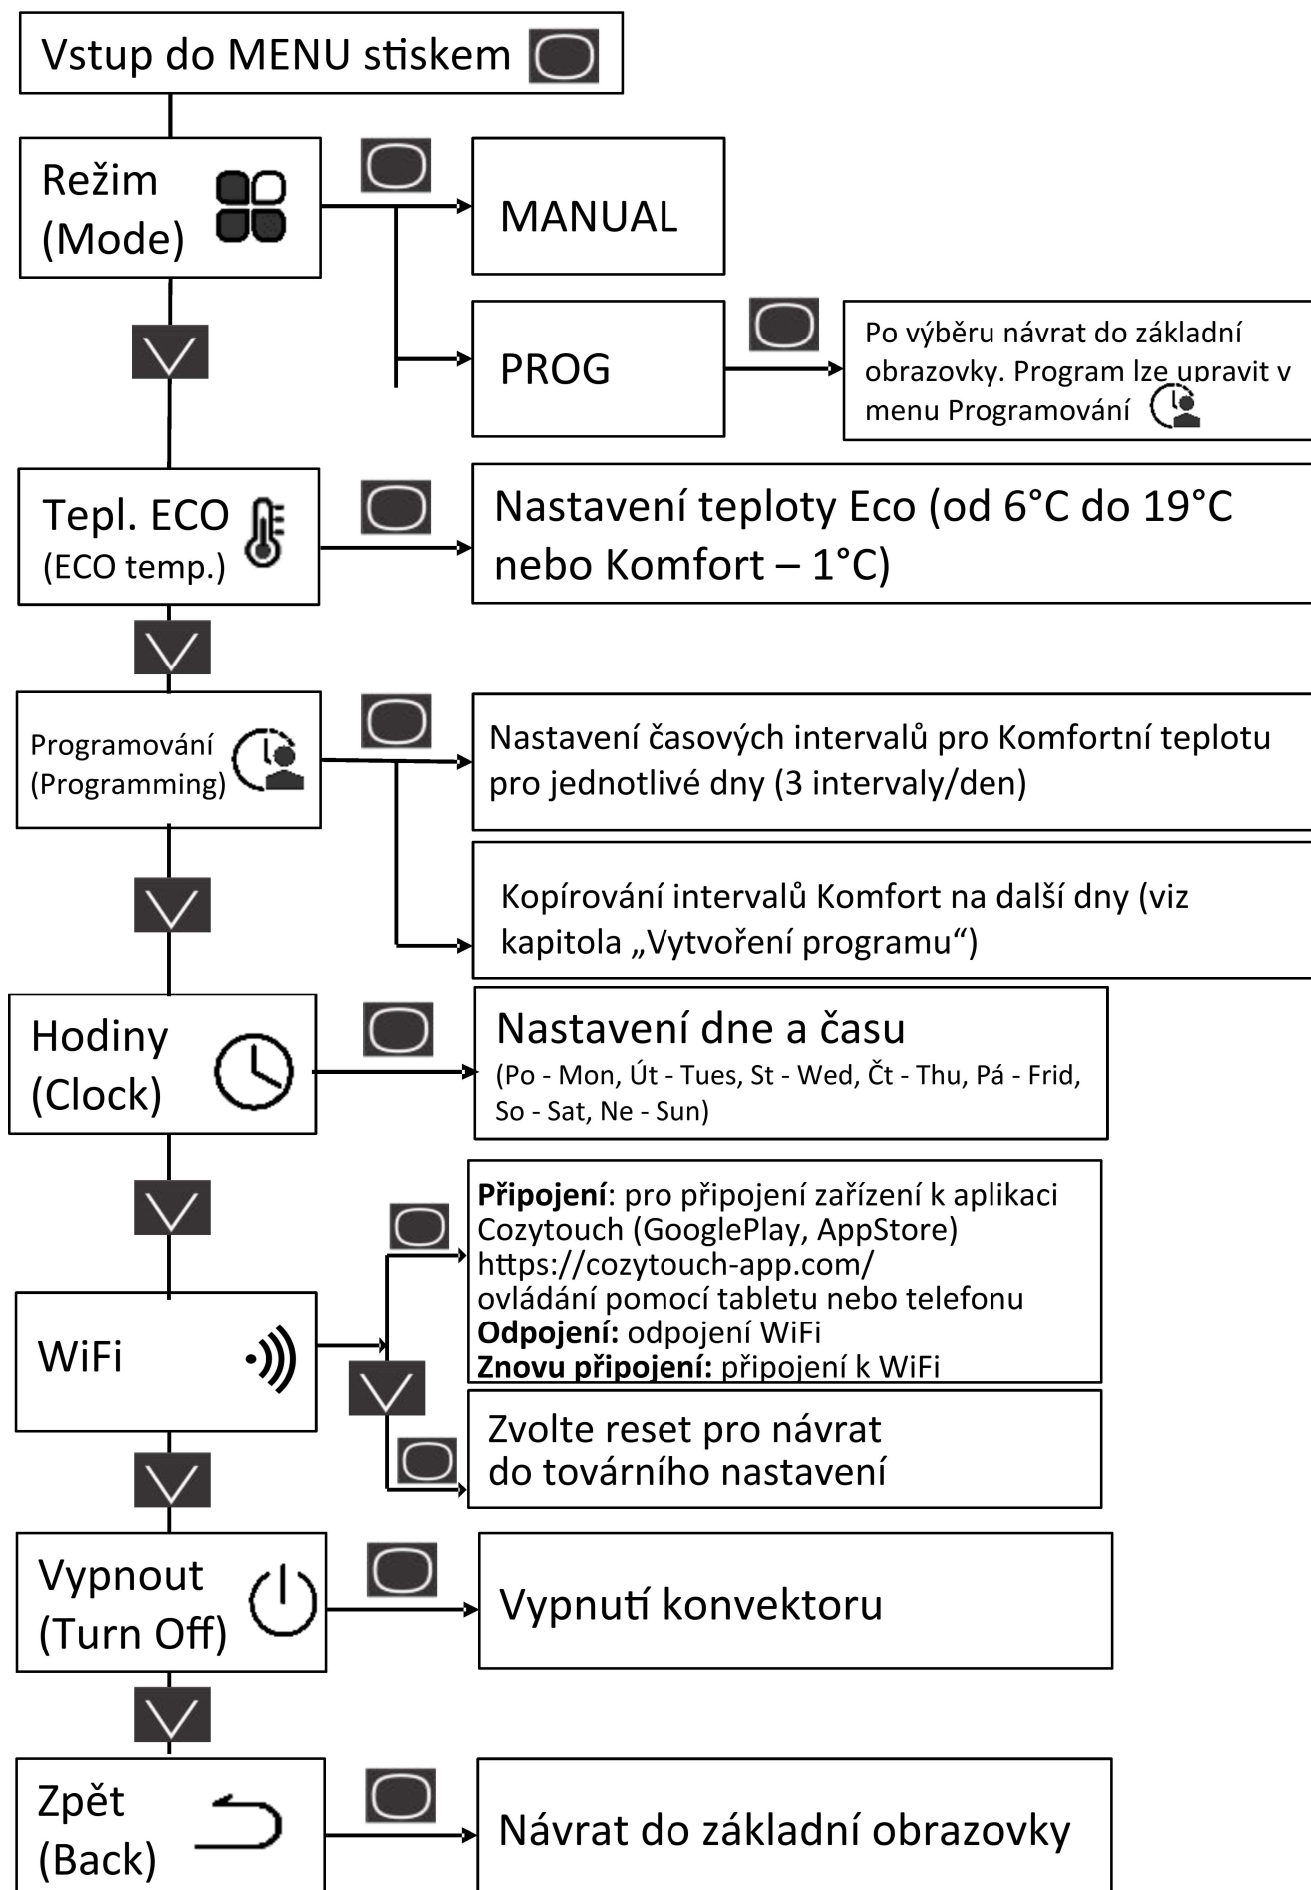 Vstup do MENU stiskem
Režim
(Mode)
MANUAL
PROG
Po výběru návrat do základní
obrazovky. Program lze upravit v
menu Programování
Tepl. ECO
(ECO temp.)
Nastavení teploty Eco (od 6°C do 19°C
nebo Komfort – 1°C)
Programování
(Programming)
Nastavení časových intervalů pro Komfortní teplotu
pro jednotlivé dny (3 intervaly/den)
Kopírování intervalů Komfort na další dny (viz
kapitola „Vytvoření programu“)
Hodiny
(Clock)
Nastavení dne a času
(Po - Mon, Út - Tues, St - Wed, Čt - Thu, Pá - Frid,
So - Sat, Ne - Sun)
WiFi
Připojení: pro připojení zařízení k aplikaci
Cozytouch (GooglePlay, AppStore)
https://cozytouch-app.com/
ovládání pomocí tabletu nebo telefonu
Odpojení: odpojení WiFi
Znovu připojení: připojení k WiFi
Zvolte reset pro návrat
do továrního nastavení
Vypnout
(Turn Off)
Vypnutí konvektoru
Zpět
(Back)
Návrat do základní obrazovky